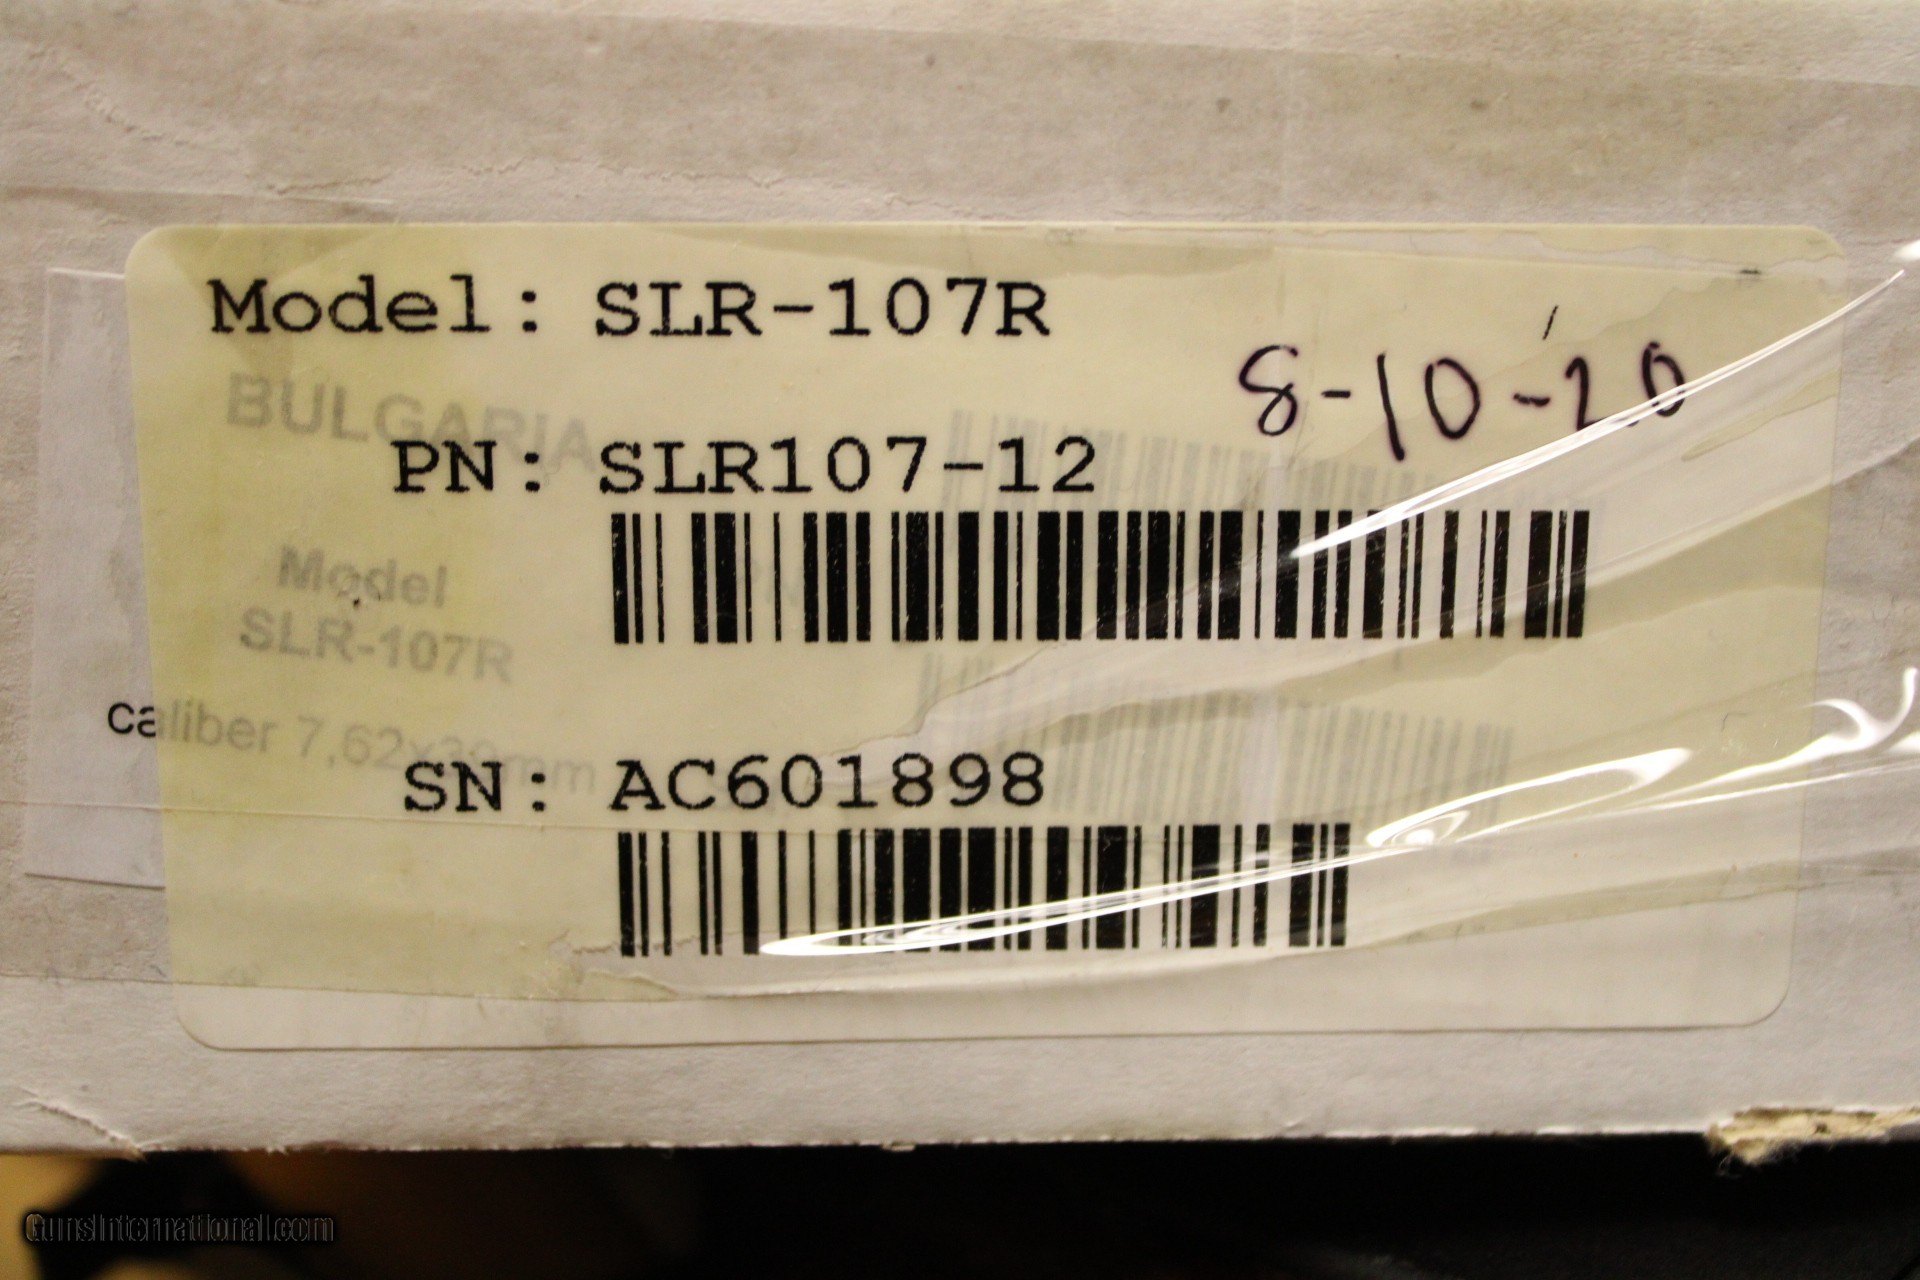 Model: SLR-107R
8-10-20
BULGARIA
PN: SLR107-12
Model
SLR-107R
caliber 7,62x39mm
SN: AC601898
GunsInternational.com